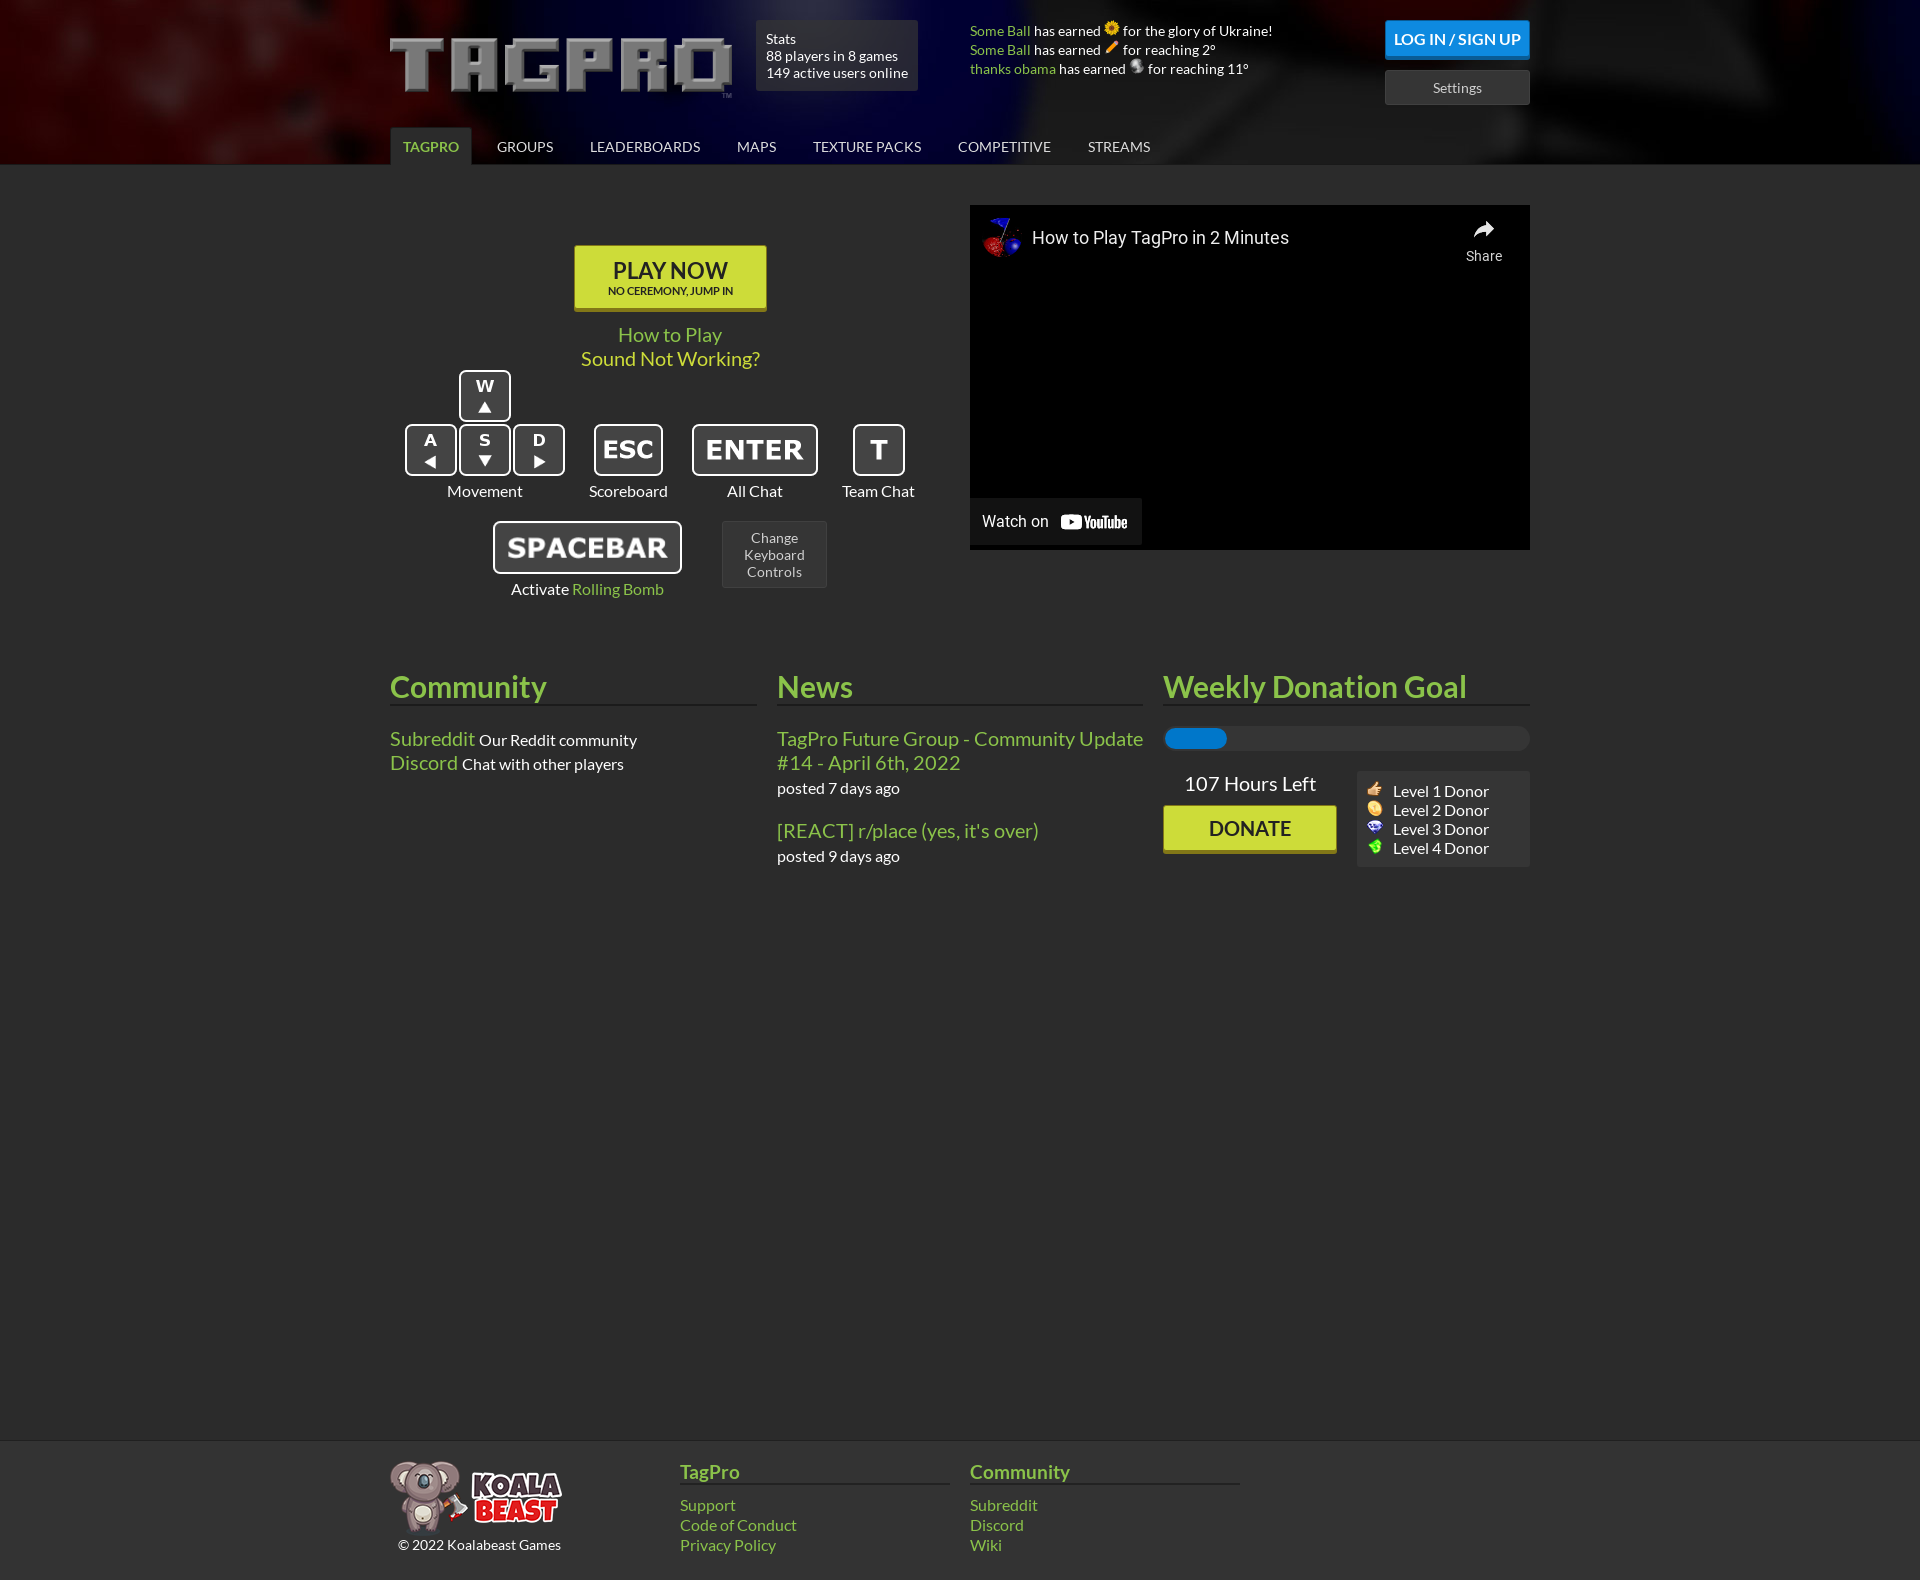 TAGPRO
TM
Stats
88 players in 8 games
149 active users online
Some Ball has earned for the glory of Ukraine!
Some Ball has earned for reaching 2°
thanks obama has earned for reaching 11°
LOG IN / SIGN UP
Settings
TAGPRO
GROUPS
LEADERBOARDS
MAPS
TEXTURE PACKS
COMPETITIVE
STREAMS
PLAY NOW
NO CEREMONY, JUMP IN
How to Play
Sound Not Working?
W
A
S
D
Movement
ESC
Scoreboard
ENTER
All Chat
T
Team Chat
SPACEBAR
Activate Rolling Bomb
Change
Keyboard
Controls
How to Play TagPro in 2 Minutes
Share
Watch on YouTube
Community
Subreddit Our Reddit community
Discord Chat with other players
News
TagPro Future Group - Community Update
#14 - April 6th, 2022
posted 7 days ago
[REACT] r/place (yes, it's over)
posted 9 days ago
Weekly Donation Goal
107 Hours Left
DONATE
Level 1 Donor
Level 2 Donor
Level 3 Donor
Level 4 Donor
KOALA
BEAST
© 2022 Koalabeast Games
TagPro
Support
Code of Conduct
Privacy Policy
Community
Subreddit
Discord
Wiki